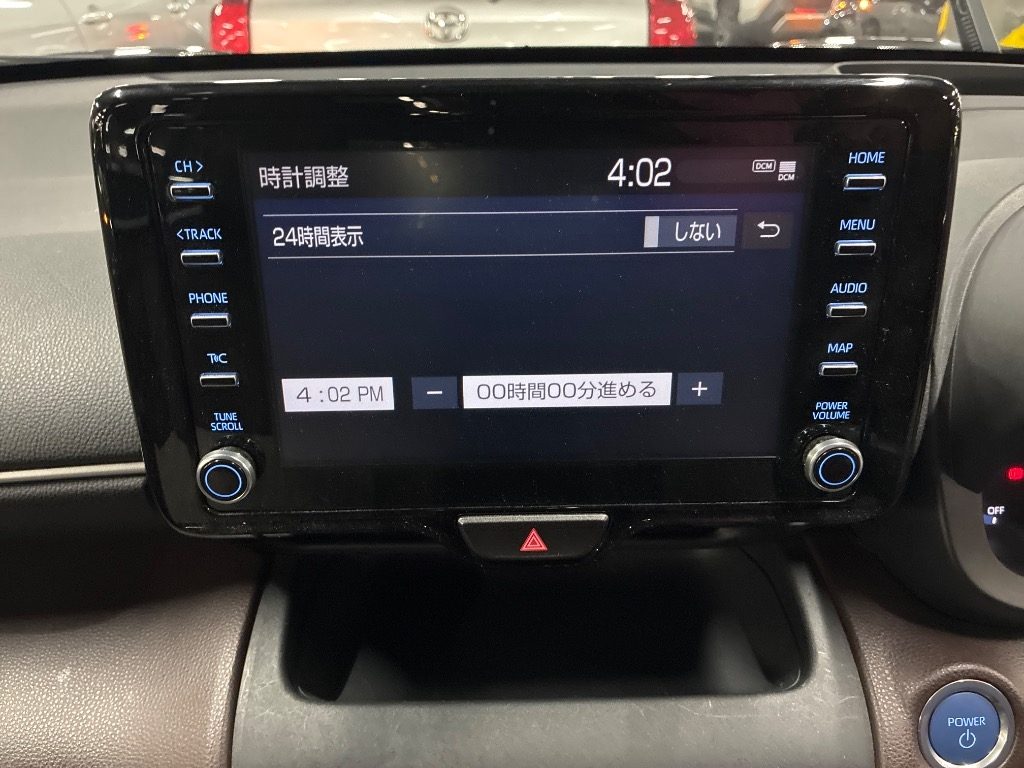 CH >
<TRACK
PHONE
TC
TUNE
SCROLL
時計調整
4:02
DCM
DCM
24時間表示
しない
4:02 PM
−
00時間00分進める
+
HOME
MENU
AUDIO
MAP
POWER
VOLUME
OFF
POWER